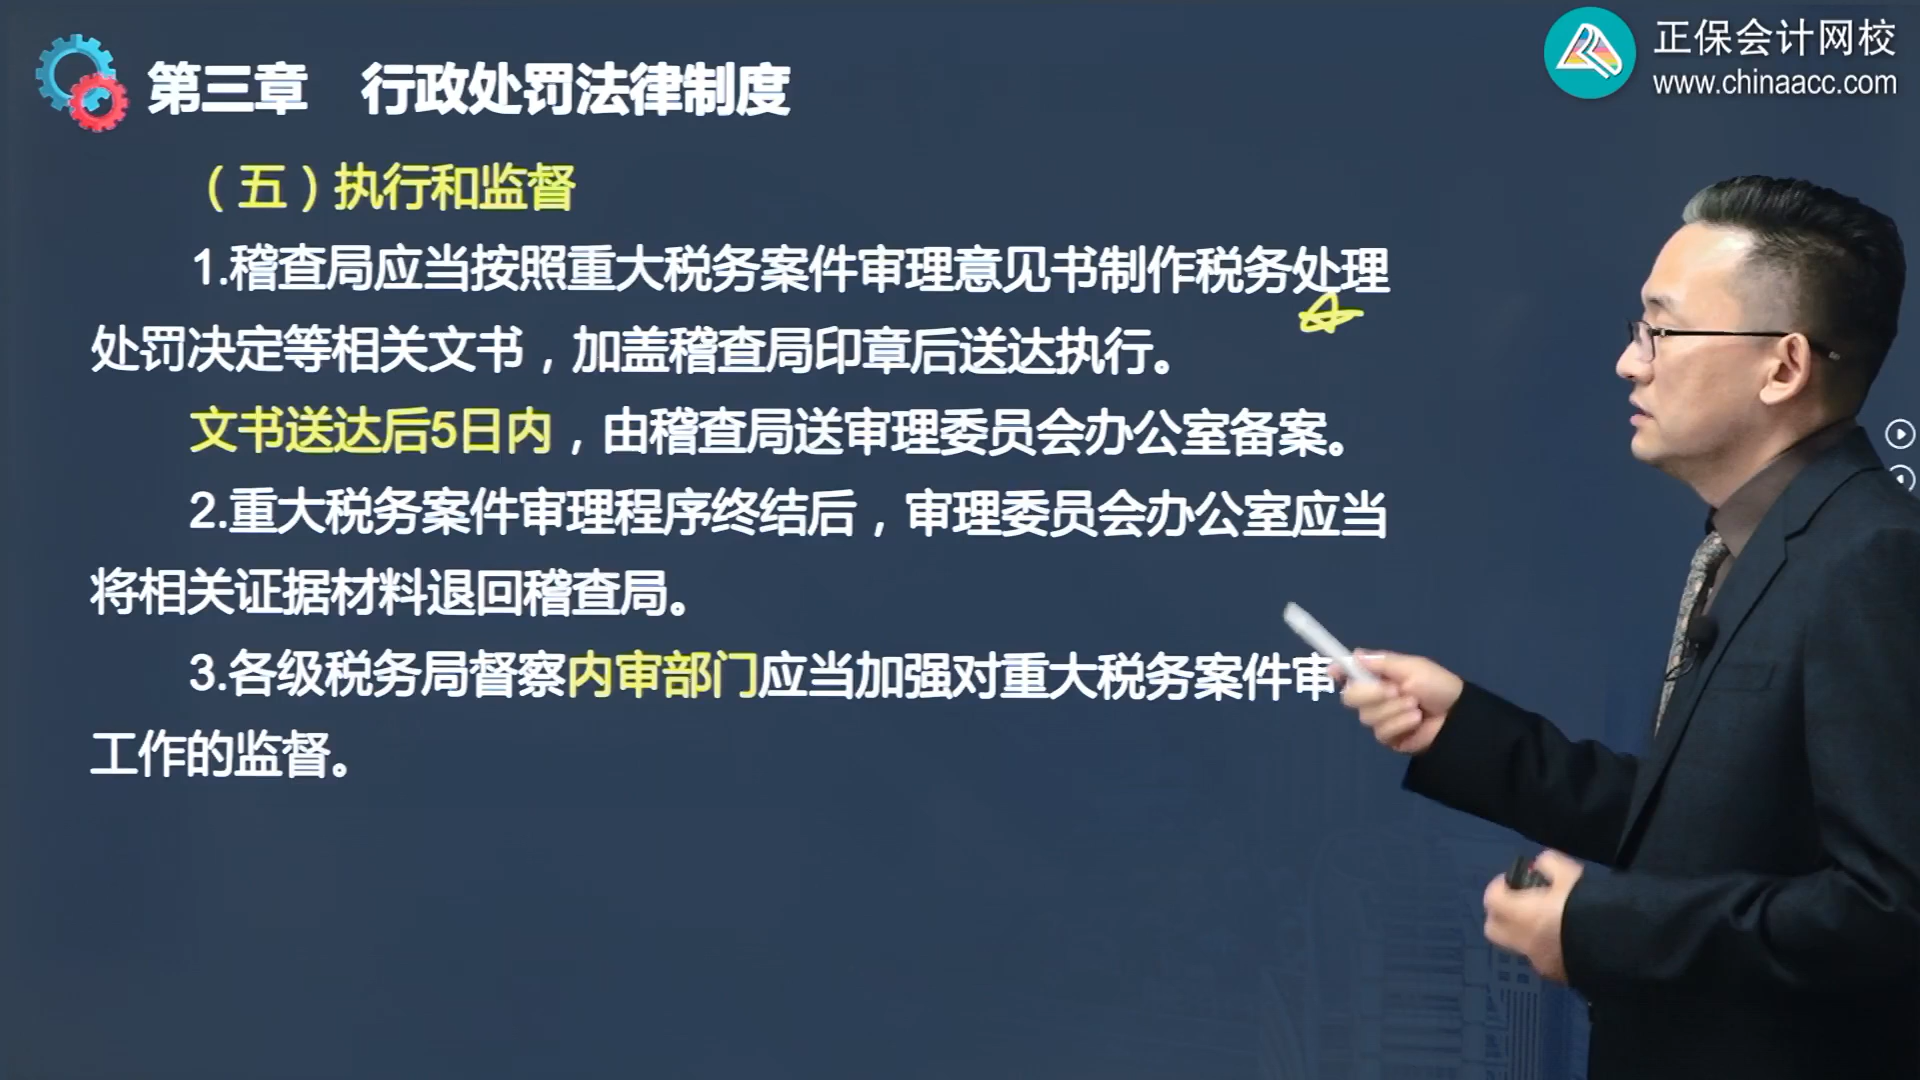 正保会计网校
www.chinaacc.com
第三章 行政处罚法律制度
（五）执行和监督
1.稽查局应当按照重大税务案件审理意见书制作税务处理
处罚决定等相关文书，加盖稽查局印章后送达执行。
文书送达后5日内，由稽查局送审理委员会办公室备案。
2.重大税务案件审理程序终结后，审理委员会办公室应当
将相关证据材料退回稽查局。
3.各级税务局督察内审部门应当加强对重大税务案件审
工作的监督。